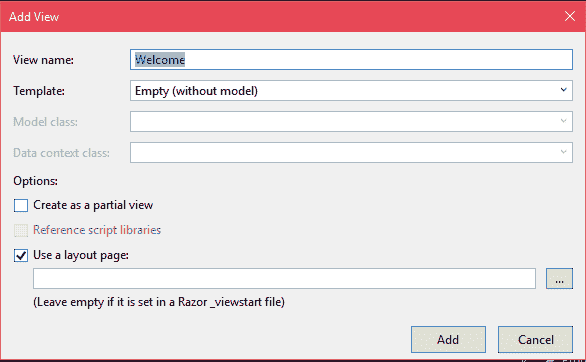 Add View
View name:
Welcome
Template:
Empty (without model)
Model class:
Data context class:
Options:
Create as a partial view
Reference script libraries
Use a layout page:
...
(Leave empty if it is set in a Razor _viewstart file)
Add
Cancel